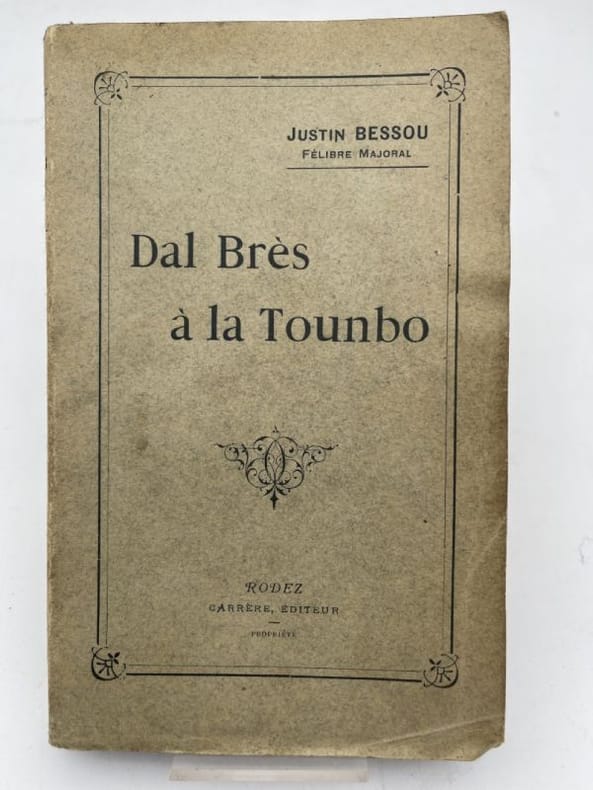 JUSTIN BESSOU
FÉLIBRE MAJORAL
Dal Brès
à la Tounbo
RODEZ
CARRÈRE, ÉDITEUR
PROPRIÉTÉ